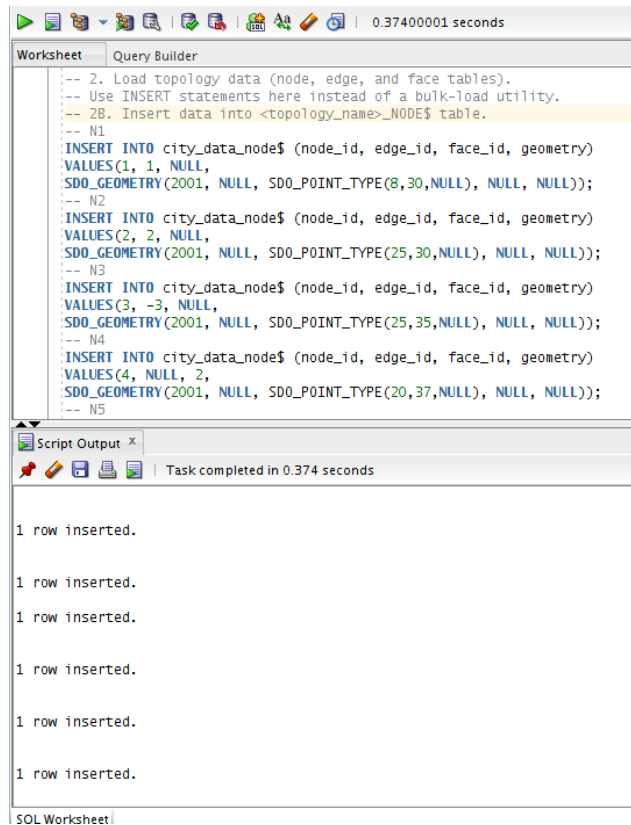 0.37400001 seconds
Worksheet Query Builder
-- 2. Load topology data (node, edge, and face tables).
-- Use INSERT statements here instead of a bulk-load utility.
-- 2B. Insert data into <topology_name>_NODE$ table.
-- N1
INSERT INTO city_data_node$ (node_id, edge_id, face_id, geometry)
VALUES(1, 1, NULL,
SDO_GEOMETRY(2001, NULL, SDO_POINT_TYPE(8,30,NULL), NULL, NULL));
-- N2
INSERT INTO city_data_node$ (node_id, edge_id, face_id, geometry)
VALUES(2, 2, NULL,
SDO_GEOMETRY(2001, NULL, SDO_POINT_TYPE(25,30,NULL), NULL, NULL));
-- N3
INSERT INTO city_data_node$ (node_id, edge_id, face_id, geometry)
VALUES(3, -3, NULL,
SDO_GEOMETRY(2001, NULL, SDO_POINT_TYPE(25,35,NULL), NULL, NULL));
-- N4
INSERT INTO city_data_node$ (node_id, edge_id, face_id, geometry)
VALUES(4, NULL, 2,
SDO_GEOMETRY(2001, NULL, SDO_POINT_TYPE(20,37,NULL), NULL, NULL));
-- N5
Script Output x
Task completed in 0.374 seconds
1 row inserted.
1 row inserted.
1 row inserted.
1 row inserted.
1 row inserted.
1 row inserted.
SQL Worksheet